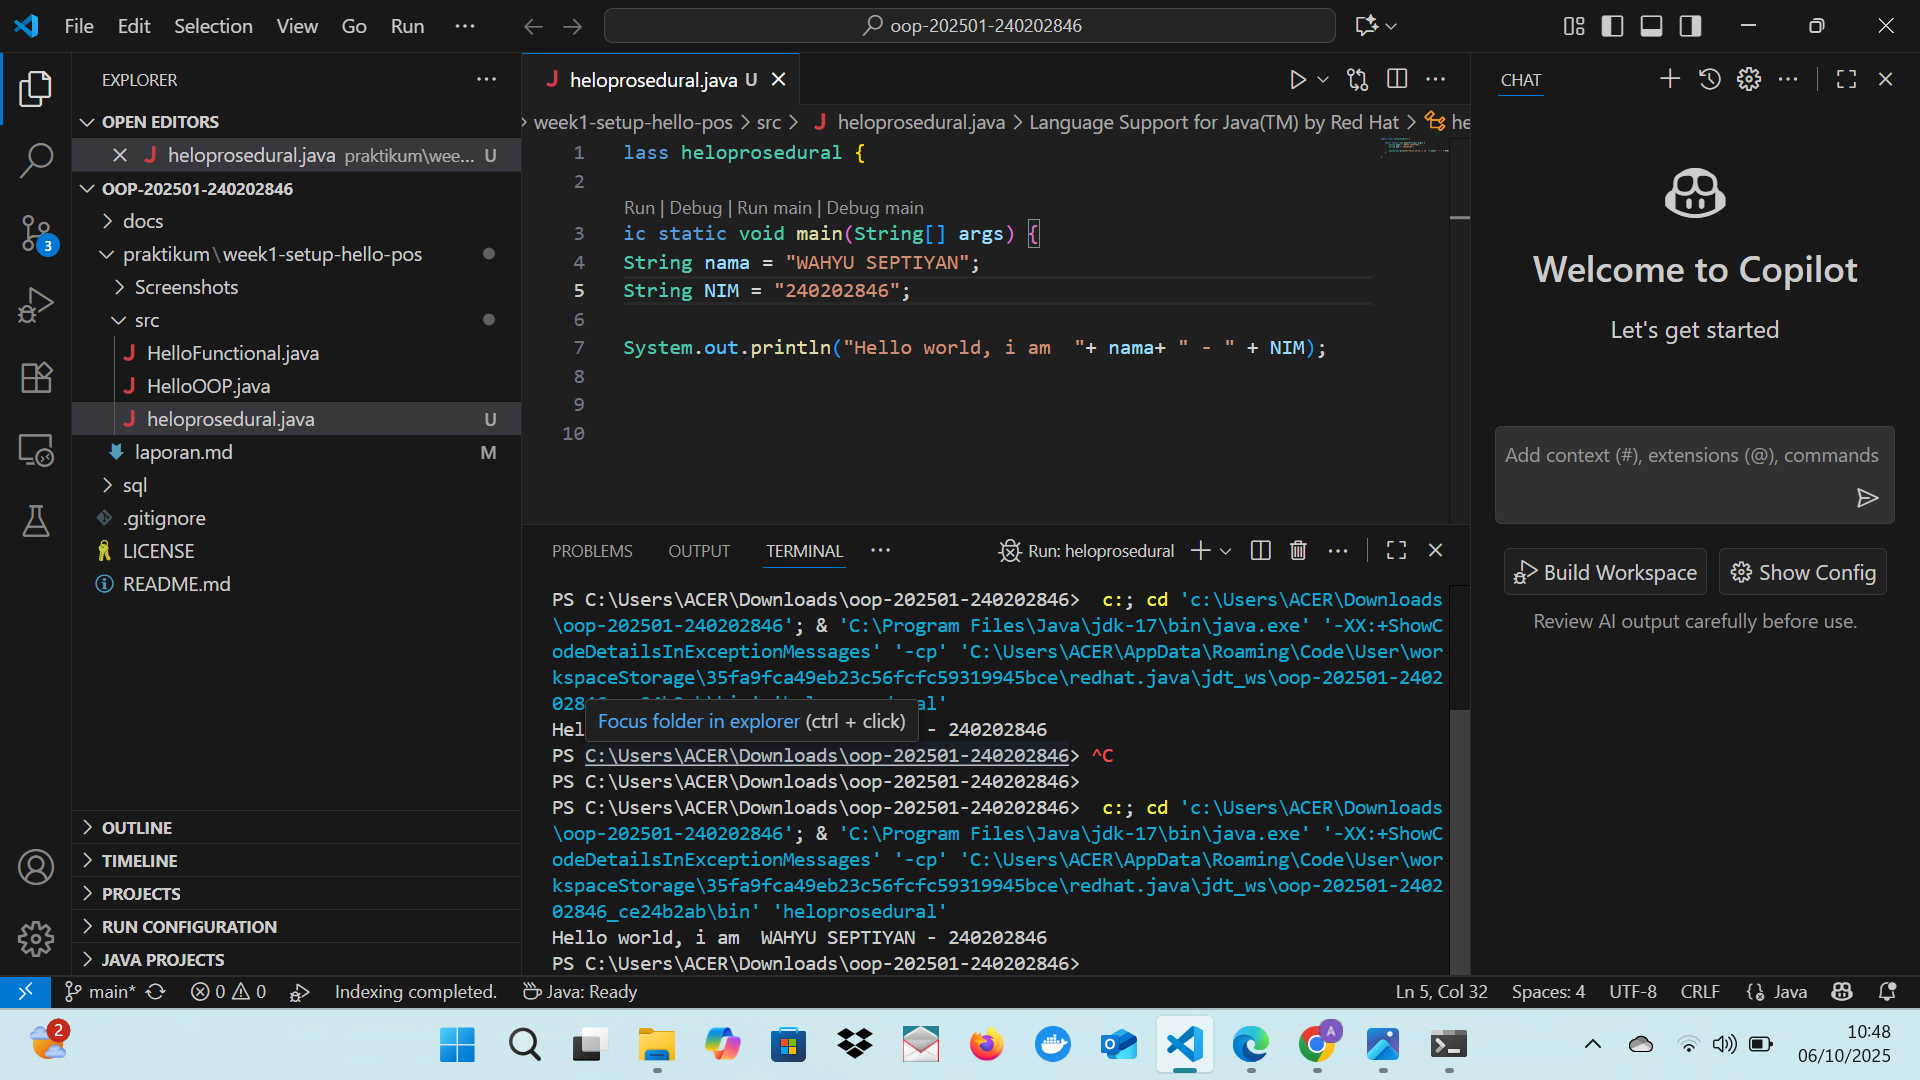 File Edit Selection View Go Run ··· oop-202501-240202846
EXPLORER
OPEN EDITORS
heloprosedural.java praktikum\wee... U
OOP-202501-240202846
docs
praktikum\week1-setup-hello-pos
Screenshots
src
HelloFunctional.java
HelloOOP.java
heloprosedural.java U
laporan.md M
sql
.gitignore
LICENSE
README.md
OUTLINE
TIMELINE
PROJECTS
RUN CONFIGURATION
JAVA PROJECTS
3
heloprosedural.java U
week1-setup-hello-pos > src > heloprosedural.java > Language Support for Java(TM) by Red Hat > he
1 lass heloprosedural {
2
Run | Debug | Run main | Debug main
3 ic static void main(String[] args) {
4 String nama = "WAHYU SEPTIYAN";
5 String NIM = "240202846";
6
7 System.out.println("Hello world, i am  "+ nama+ " - " + NIM);
8
9
10
PROBLEMS OUTPUT TERMINAL ··· Run: heloprosedural
PS C:\Users\ACER\Downloads\oop-202501-240202846>  c:; cd 'c:\Users\ACER\Downloads
\oop-202501-240202846'; & 'C:\Program Files\Java\jdk-17\bin\java.exe' '-XX:+ShowC
odeDetailsInExceptionMessages' '-cp' 'C:\Users\ACER\AppData\Roaming\Code\User\wor
kspaceStorage\35fa9fca49eb23c56fcfc59319945bce\redhat.java\jdt_ws\oop-202501-2402
Focus folder in explorer (ctrl + click)
Hel - 240202846
PS C:\Users\ACER\Downloads\oop-202501-240202846> ^C
PS C:\Users\ACER\Downloads\oop-202501-240202846>
PS C:\Users\ACER\Downloads\oop-202501-240202846>  c:; cd 'c:\Users\ACER\Downloads
\oop-202501-240202846'; & 'C:\Program Files\Java\jdk-17\bin\java.exe' '-XX:+ShowC
odeDetailsInExceptionMessages' '-cp' 'C:\Users\ACER\AppData\Roaming\Code\User\wor
kspaceStorage\35fa9fca49eb23c56fcfc59319945bce\redhat.java\jdt_ws\oop-202501-2402
02846_ce24b2ab\bin' 'heloprosedural'
Hello world, i am  WAHYU SEPTIYAN - 240202846
PS C:\Users\ACER\Downloads\oop-202501-240202846>
CHAT
Welcome to Copilot
Let's get started
Add context (#), extensions (@), commands
Build Workspace Show Config
Review AI output carefully before use.
main* 0 0 Indexing completed. Java: Ready Ln 5, Col 32 Spaces: 4 UTF-8 CRLF Java
2
A
10:48
06/10/2025